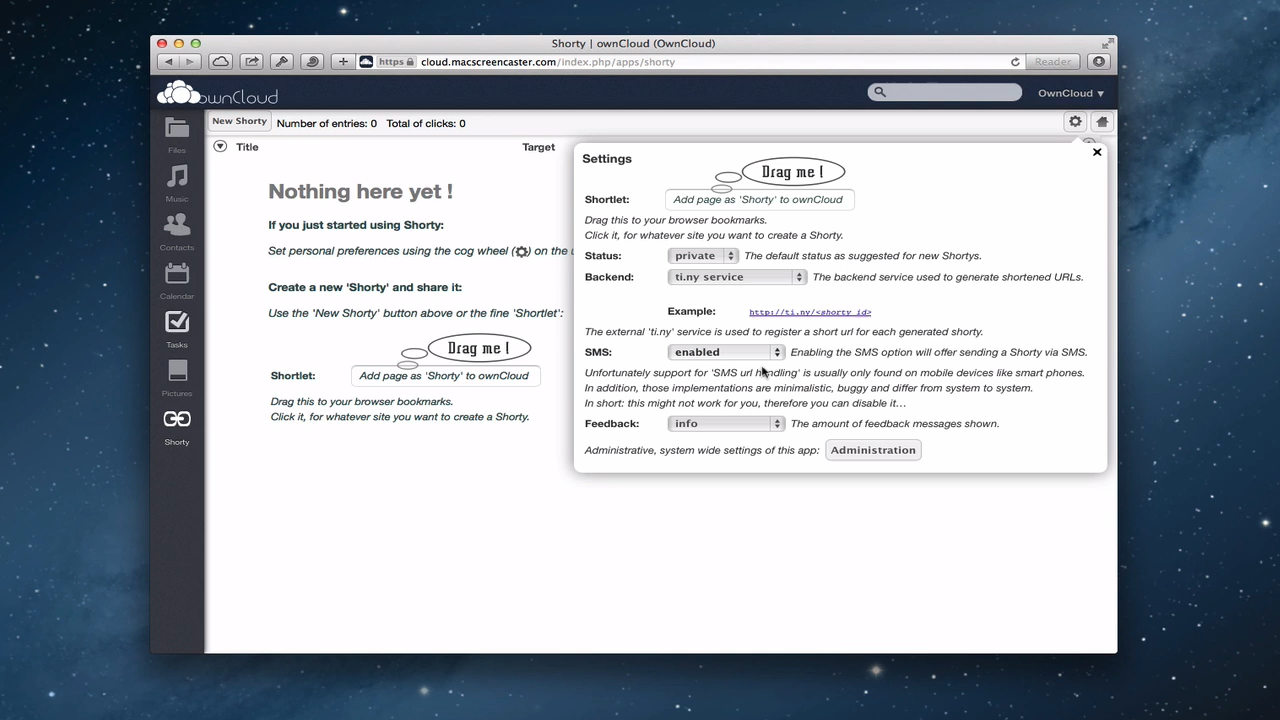 Shorty | ownCloud (OwnCloud)
https cloud.macscreencaster.com/index.php/apps/shorty Reader
ownCloud OwnCloud ▼
Files
Music
Contacts
Calendar
Tasks
Pictures
Shorty
New Shorty Number of entries: 0 Total of clicks: 0
Title Target
Nothing here yet !
If you just started using Shorty:
Set personal preferences using the cog wheel ( ) on the u
Create a new 'Shorty' and share it:
Use the 'New Shorty' button above or the fine 'Shortlet':
Drag me !
Shortlet: Add page as 'Shorty' to ownCloud
Drag this to your browser bookmarks.
Click it, for whatever site you want to create a Shorty.
Settings
Drag me !
Shortlet: Add page as 'Shorty' to ownCloud
Drag this to your browser bookmarks.
Click it, for whatever site you want to create a Shorty.
Status: private The default status as suggested for new Shortys.
Backend: ti.ny service The backend service used to generate shortened URLs.
Example: http://ti.ny/<shorty id>
The external 'ti.ny' service is used to register a short url for each generated shorty.
SMS: enabled Enabling the SMS option will offer sending a Shorty via SMS.
Unfortunately support for 'SMS url handling' is usually only found on mobile devices like smart phones.
In addition, those implementations are minimalistic, buggy and differ from system to system.
In short: this might not work for you, therefore you can disable it...
Feedback: info The amount of feedback messages shown.
Administrative, system wide settings of this app: Administration